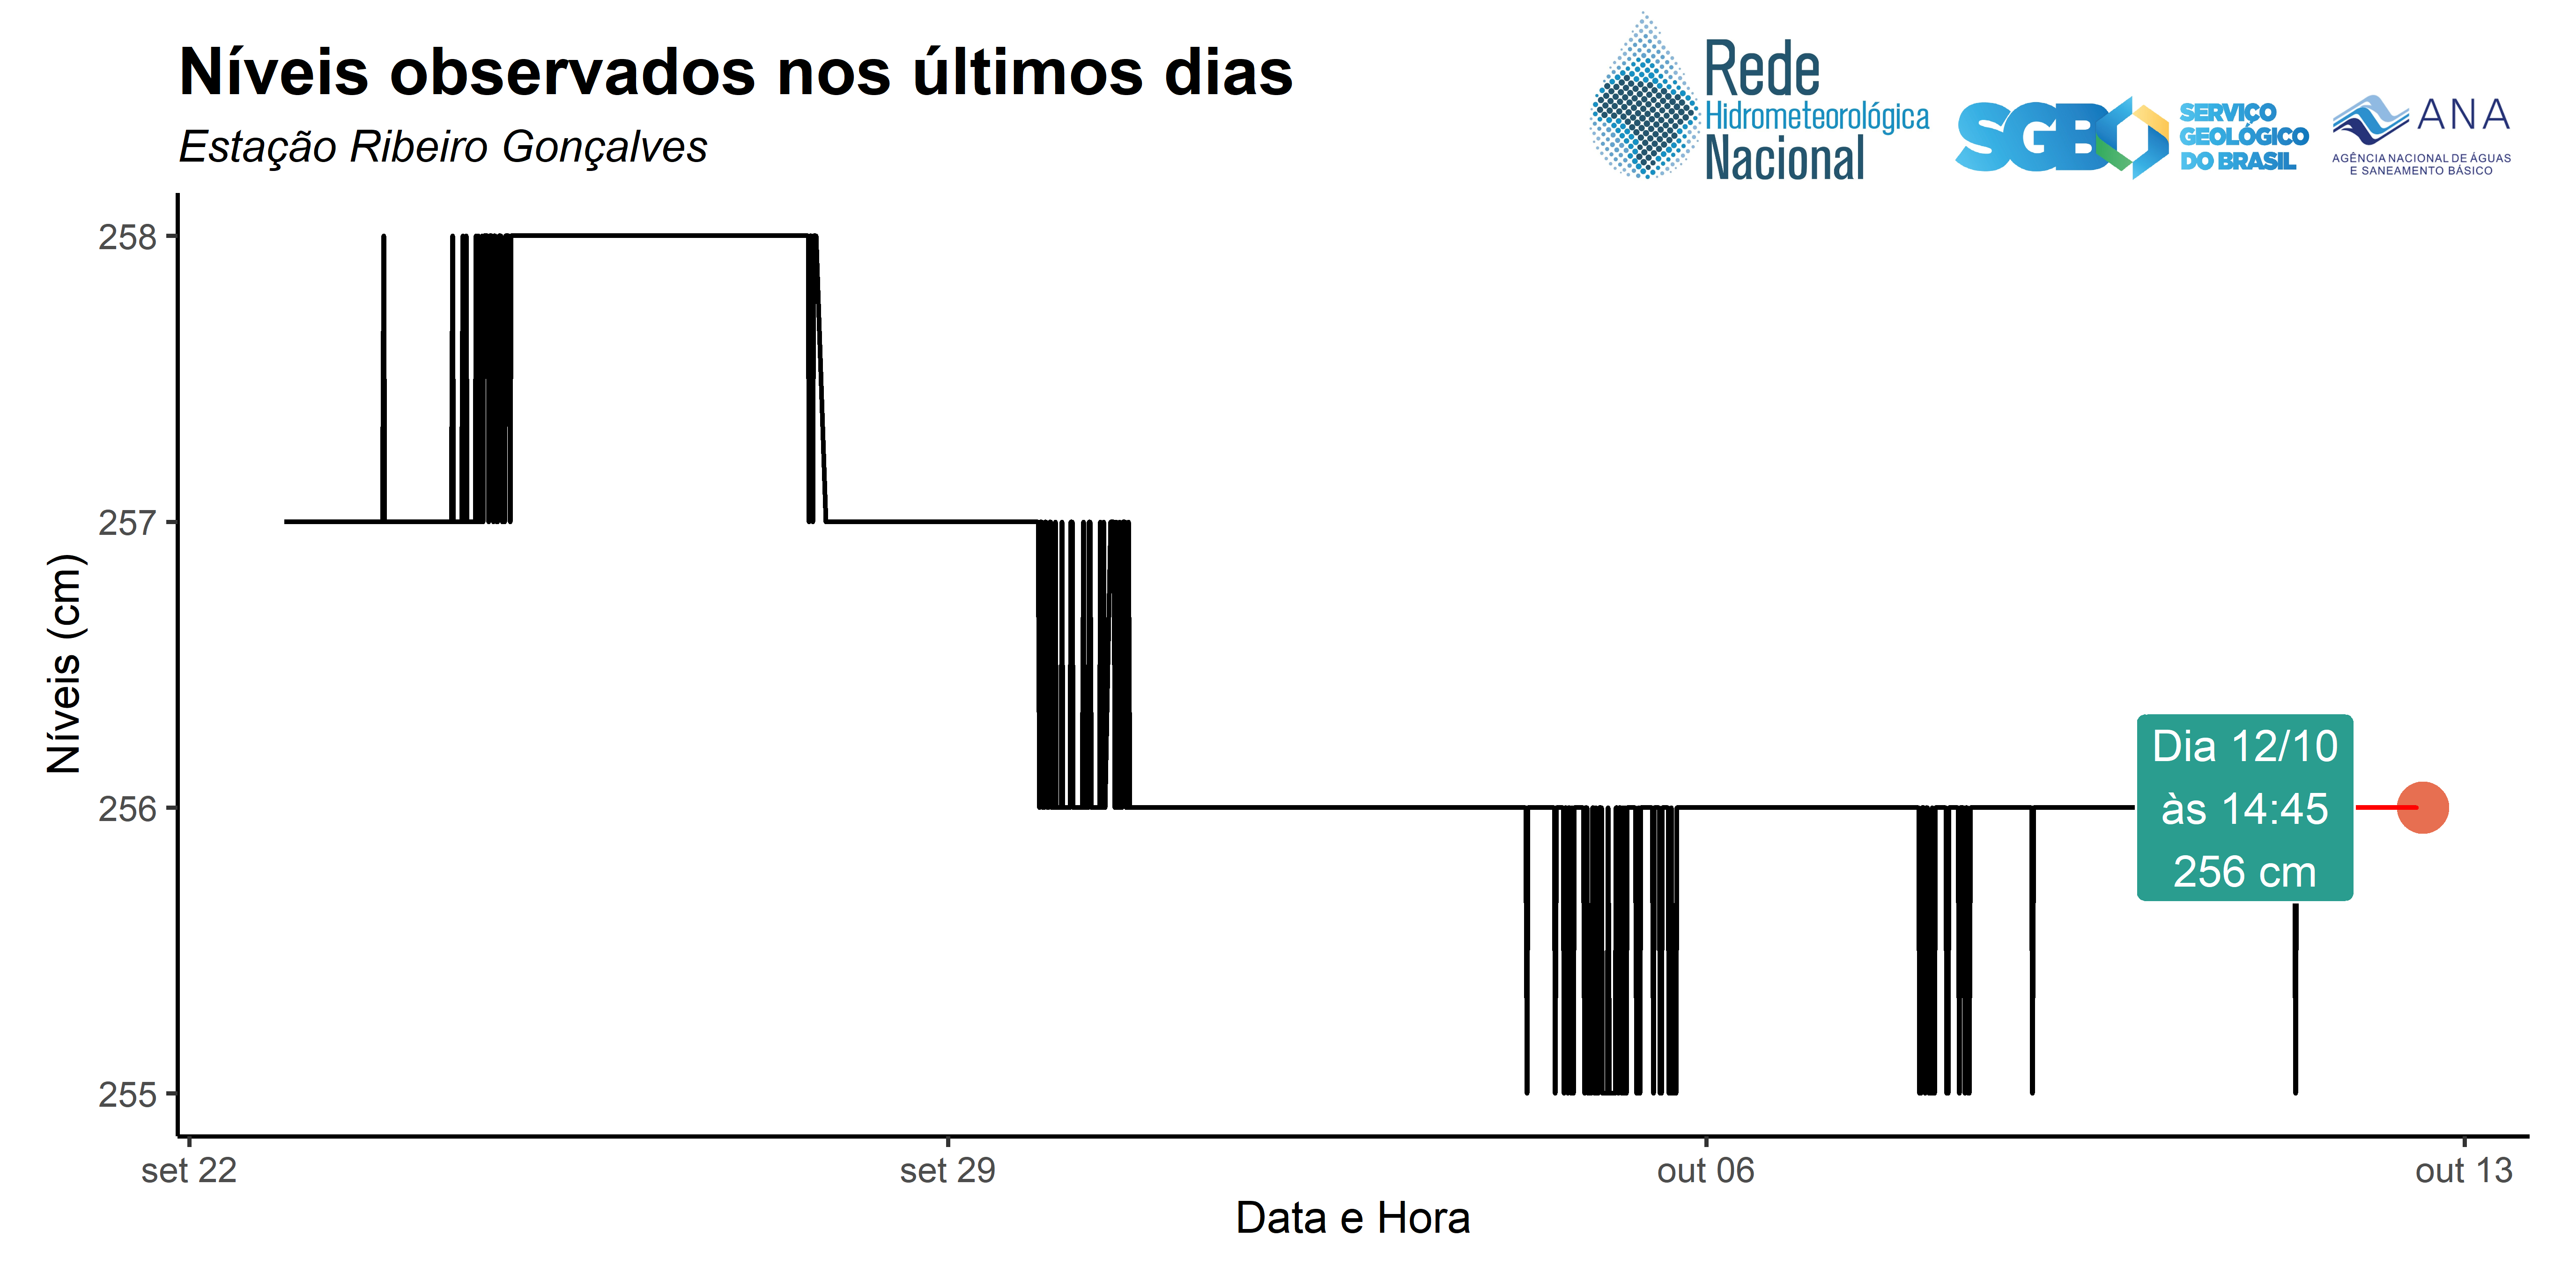 Níveis observados nos últimos dias
Estação Ribeiro Gonçalves
Rede
Hidrometeorológica
Nacional
SGB
SERVIÇO
GEOLÓGICO
DO BRASIL
ANA
AGÊNCIA NACIONAL DE ÁGUAS
E SANEAMENTO BÁSICO
Níveis (cm)
258
257
256
255
Dia 12/10
às 14:45
256 cm
set 22
set 29
out 06
out 13
Data e Hora